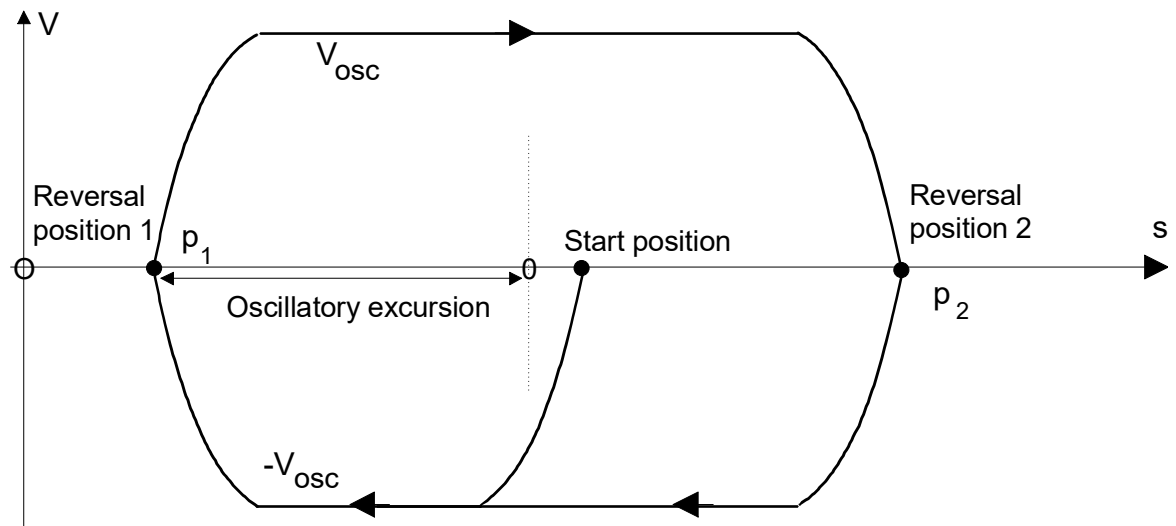 V
V osc
Reversal
position 1
p 1
Reversal
position 2
s
Start position
O
0
Oscillatory excursion
p 2
-V osc